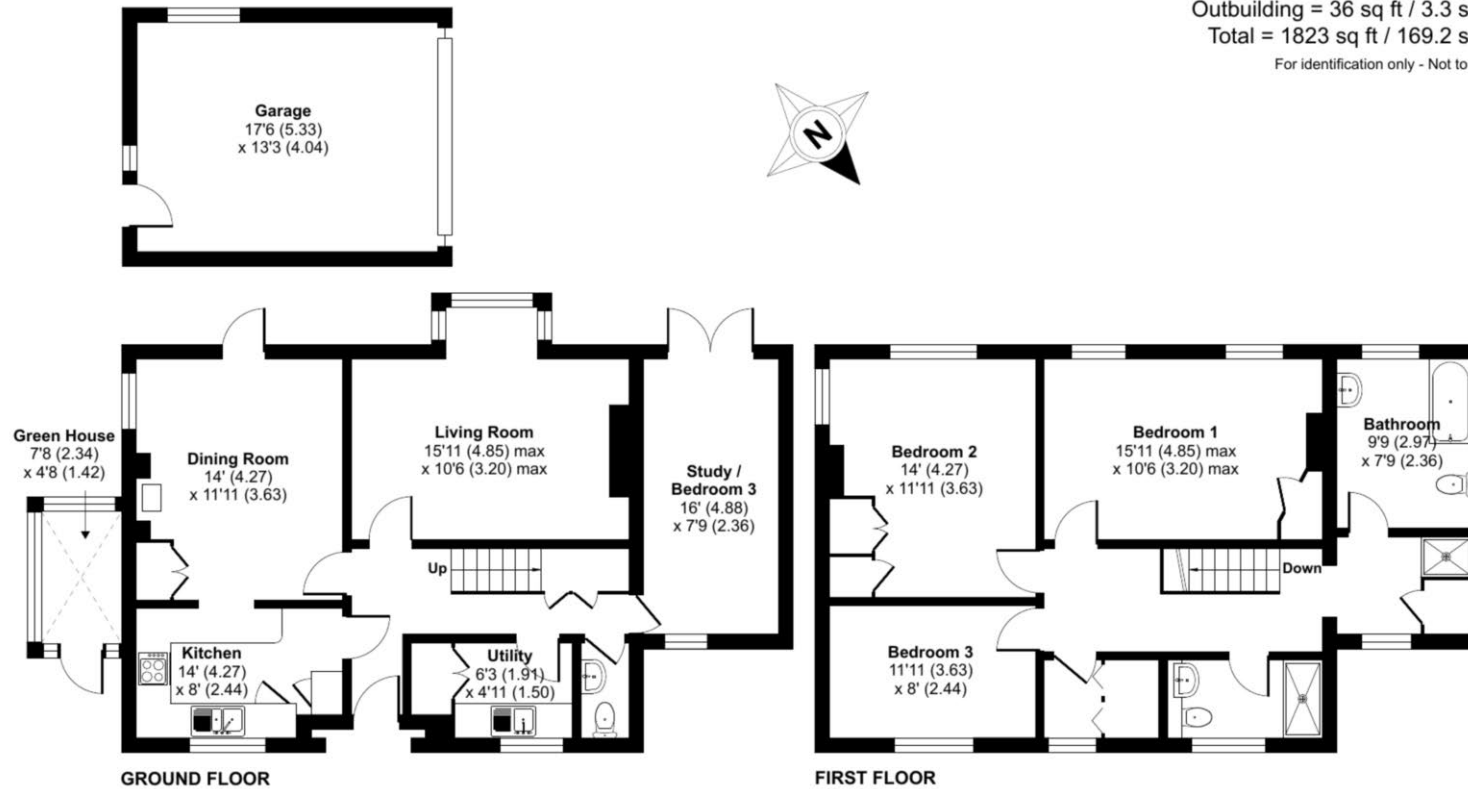 Outbuilding = 36 sq ft / 3.3 s
Total = 1823 sq ft / 169.2 s
For identification only - Not to
Garage
17'6 (5.33)
x 13'3 (4.04)
N
Green House
7'8 (2.34)
x 4'8 (1.42)
Dining Room
14' (4.27)
x 11'11 (3.63)
Living Room
15'11 (4.85) max
x 10'6 (3.20) max
Study /
Bedroom 3
16' (4.88)
x 7'9 (2.36)
Up
Kitchen
14' (4.27)
x 8' (2.44)
Utility
6'3 (1.91)
x 4'11 (1.50)
GROUND FLOOR
Bedroom 2
14' (4.27)
x 11'11 (3.63)
Bedroom 1
15'11 (4.85) max
x 10'6 (3.20) max
Bathroom
9'9 (2.97)
x 7'9 (2.36)
Down
Bedroom 3
11'11 (3.63)
x 8' (2.44)
FIRST FLOOR